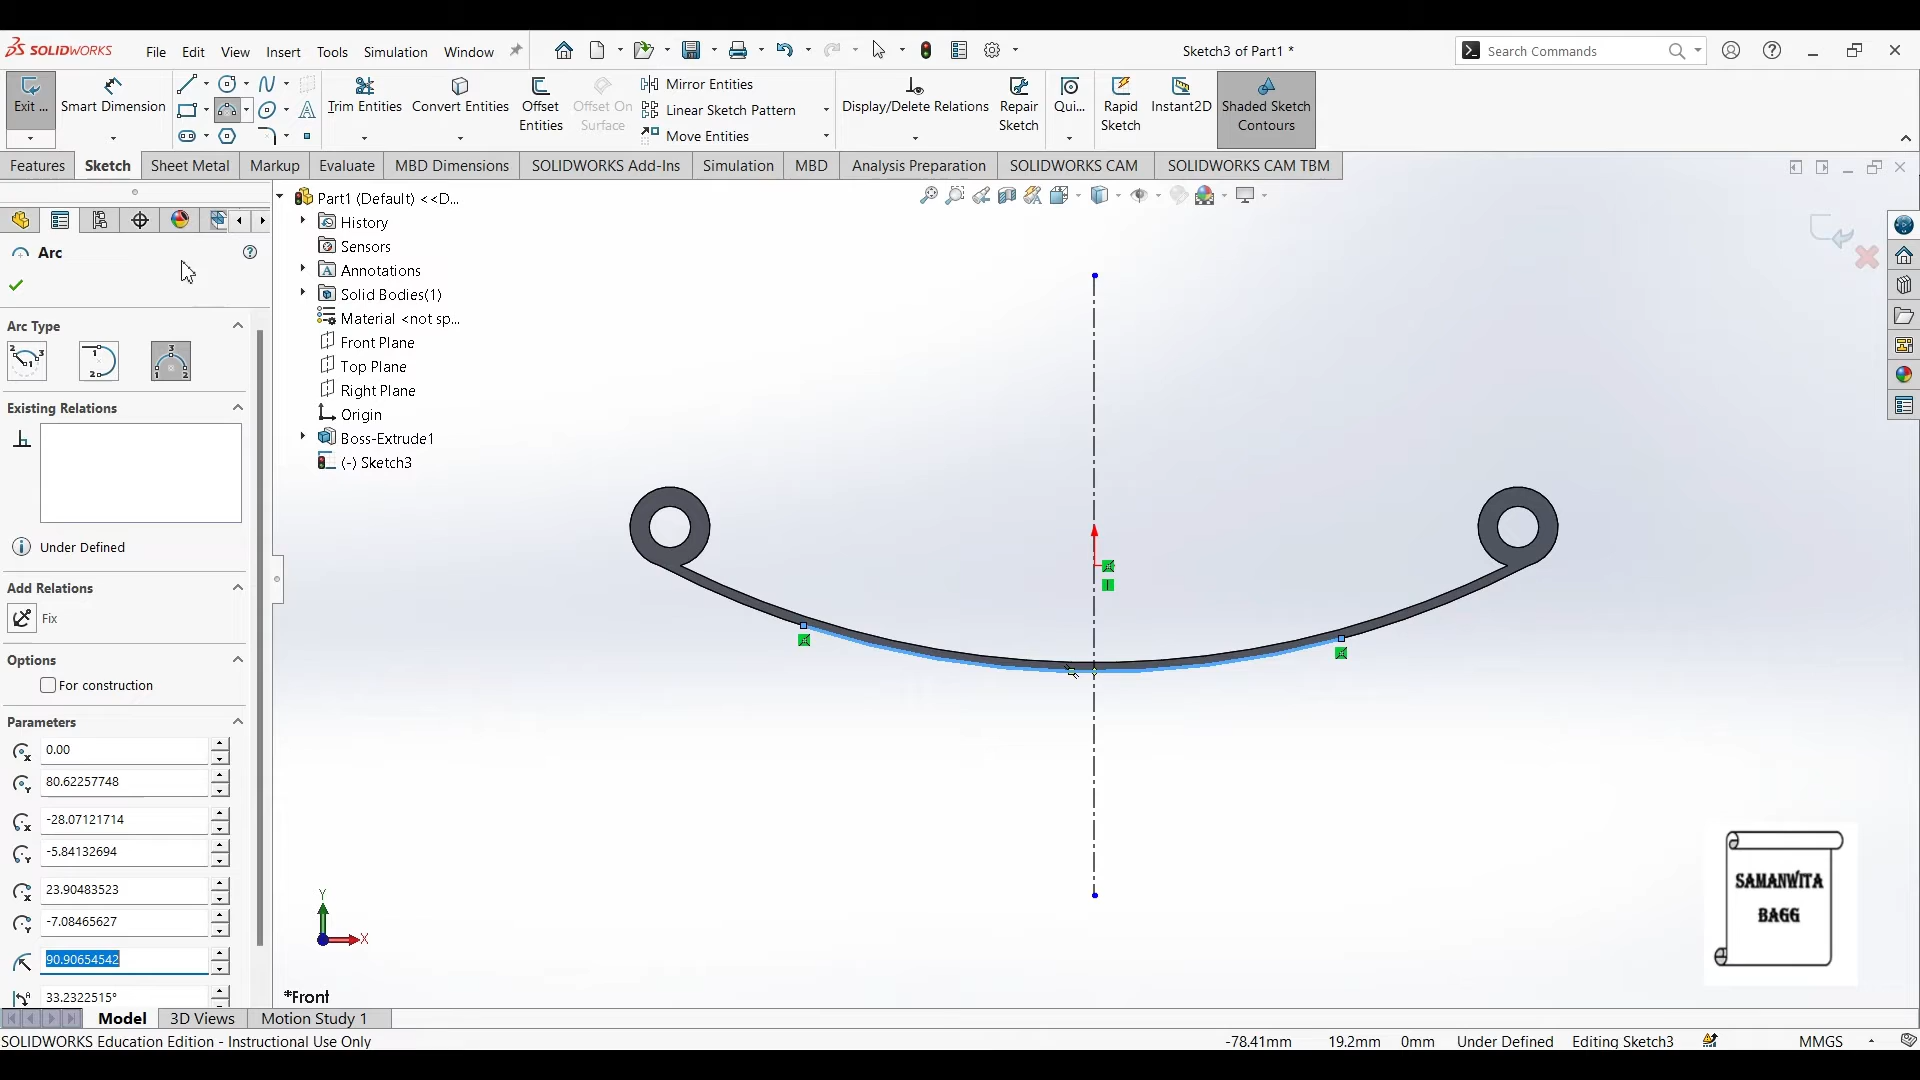 SOLIDWORKS
File Edit View Insert Tools Simulation Window
Sketch3 of Part1 *
Search Commands
Exit ...
Smart Dimension
Trim Entities
Convert Entities
Offset Entities
Offset On Surface
Mirror Entities
Linear Sketch Pattern
Move Entities
Display/Delete Relations
Repair Sketch
Qui...
Rapid Sketch
Instant2D
Shaded Sketch Contours
Features Sketch Sheet Metal Markup Evaluate MBD Dimensions SOLIDWORKS Add-Ins Simulation MBD Analysis Preparation SOLIDWORKS CAM SOLIDWORKS CAM TBM
Arc
Arc Type
Existing Relations
Under Defined
Add Relations
Fix
Options
For construction
Parameters
0.00
80.62257748
-28.07121714
-5.84132694
23.90483523
-7.08465627
90.90654542
33.2322515°
Part1 (Default) <<D...
History
Sensors
Annotations
Solid Bodies(1)
Material <not sp...
Front Plane
Top Plane
Right Plane
Origin
Boss-Extrude1
(-) Sketch3
Y
X
*Front
SAMANWITA
BAGG
Model 3D Views Motion Study 1
SOLIDWORKS Education Edition - Instructional Use Only
-78.41mm 19.2mm 0mm Under Defined Editing Sketch3 MMGS